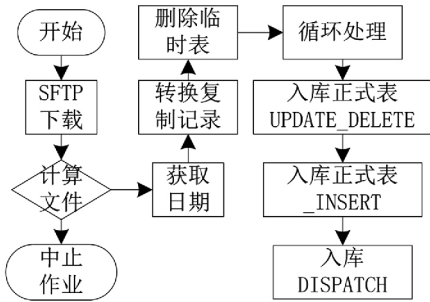 开始
SFTP
下载
计算
文件
中止
作业
获取
日期
转换复
制记录
删除临
时表
循环处理
入库正式表
UPDATE_DELETE
入库正式表
_INSERT
入库
DISPATCH